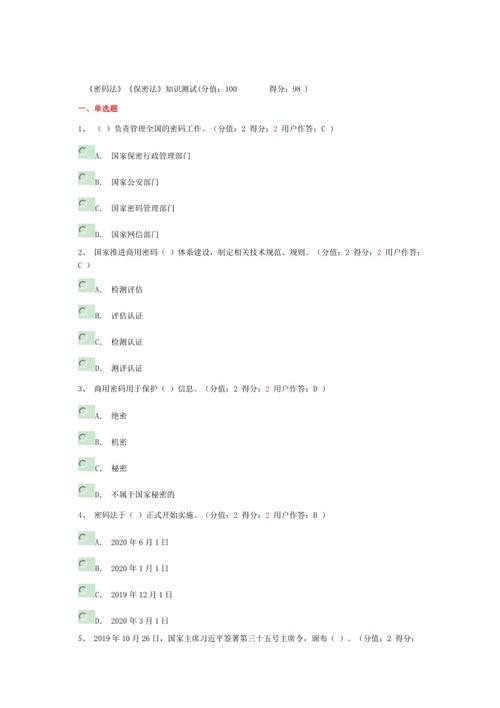 《密码法》《保密法》知识测试(分值:100 得分:98 )
一、单选题
1、 ( )负责管理全国的密码工作。(分值:2 得分:2 用户作答:C )
A. 国家保密行政管理部门
B. 国家公安部门
C. 国家密码管理部门
D. 国家网信部门
2、 国家推进商用密码( )体系建设,制定相关技术规范、规则。(分值:2 得分:2 用户作答:
C )
A. 检测评估
B. 评估认证
C. 检测认证
D. 测评认证
3、 商用密码用于保护( )信息。(分值:2 得分:2 用户作答:D )
A. 绝密
B. 机密
C. 秘密
D. 不属于国家秘密的
4、 密码法于( )正式开始实施。(分值:2 得分:2 用户作答:B )
A. 2020 年 6 月 1 日
B. 2020 年 1 月 1 日
C. 2019 年 12 月 1 日
D. 2020 年 3 月 1 日
5、 2019 年 10 月 26 日,国家主席习近平签署第三十五号主席令,颁布( )。(分值:2 得分: